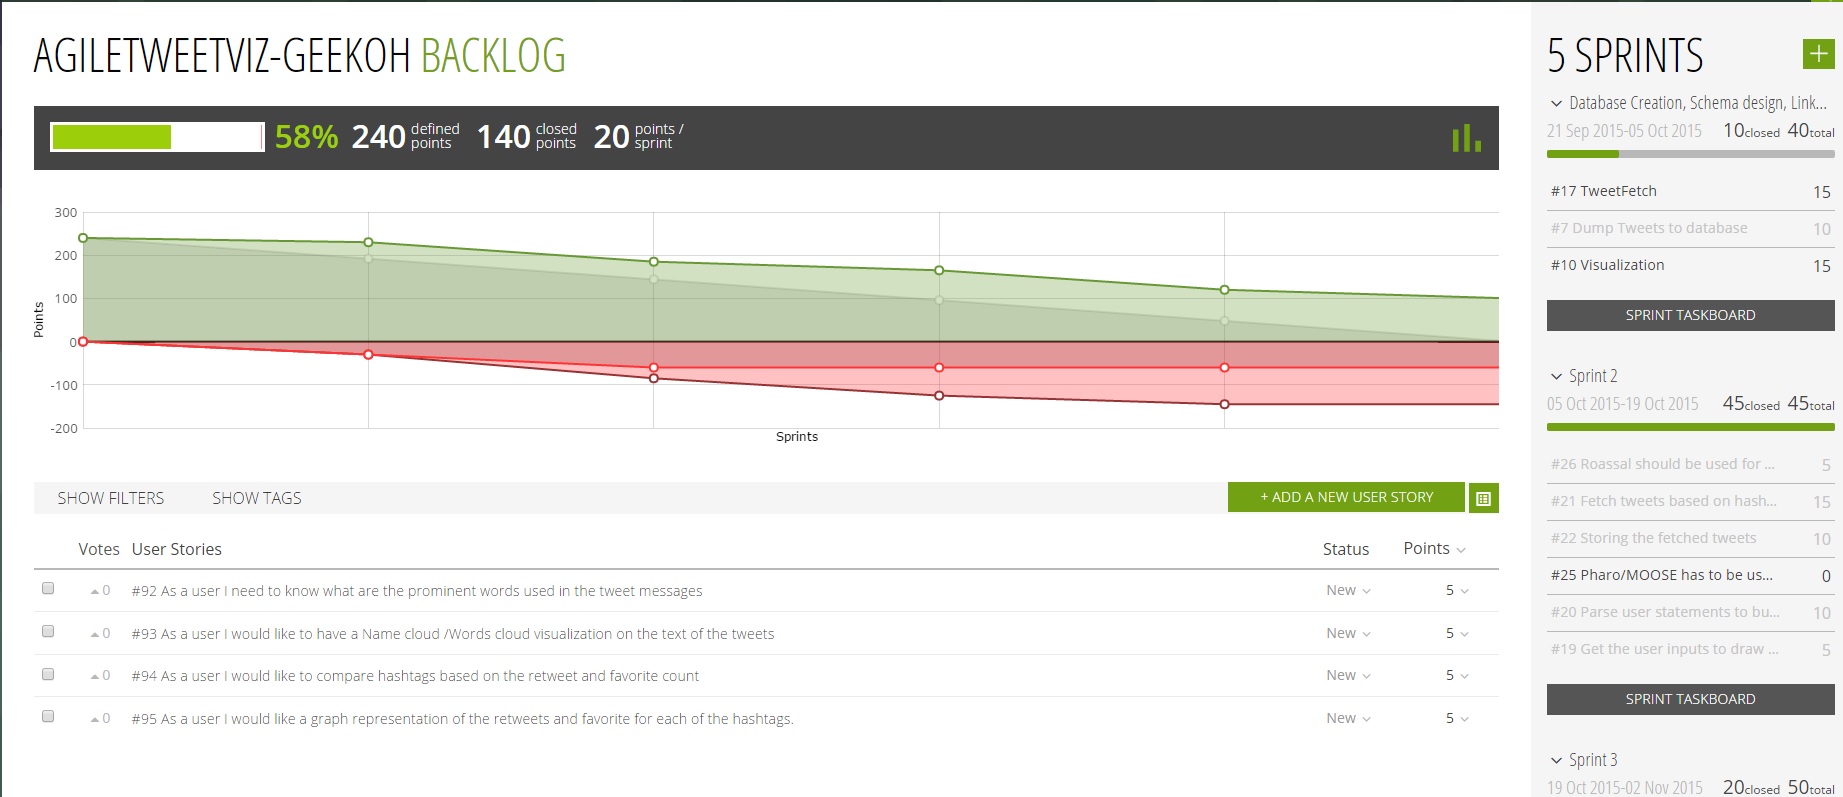 AGILETWEETVIZ-GEEKOH BACKLOG
58% 240 defined points 140 closed points 20 points / sprint
300
200
100
0
-100
-200
Points
Sprints
SHOW FILTERS SHOW TAGS + ADD A NEW USER STORY
Votes User Stories Status Points
0 #92 As a user I need to know what are the prominent words used in the tweet messages New 5
0 #93 As a user I would like to have a Name cloud /Words cloud visualization on the text of the tweets New 5
0 #94 As a user I would like to compare hashtags based on the retweet and favorite count New 5
0 #95 As a user I would like a graph representation of the retweets and favorite for each of the hashtags. New 5
5 SPRINTS +
Database Creation, Schema design, Link...
21 Sep 2015-05 Oct 2015 10closed 40total
#17 TweetFetch 15
#7 Dump Tweets to database 10
#10 Visualization 15
SPRINT TASKBOARD
Sprint 2
05 Oct 2015-19 Oct 2015 45closed 45total
#26 Roassal should be used for ... 5
#21 Fetch tweets based on hash... 15
#22 Storing the fetched tweets 10
#25 Pharo/MOOSE has to be us... 0
#20 Parse user statements to bu... 10
#19 Get the user inputs to draw ... 5
SPRINT TASKBOARD
Sprint 3
19 Oct 2015-02 Nov 2015 20closed 50total